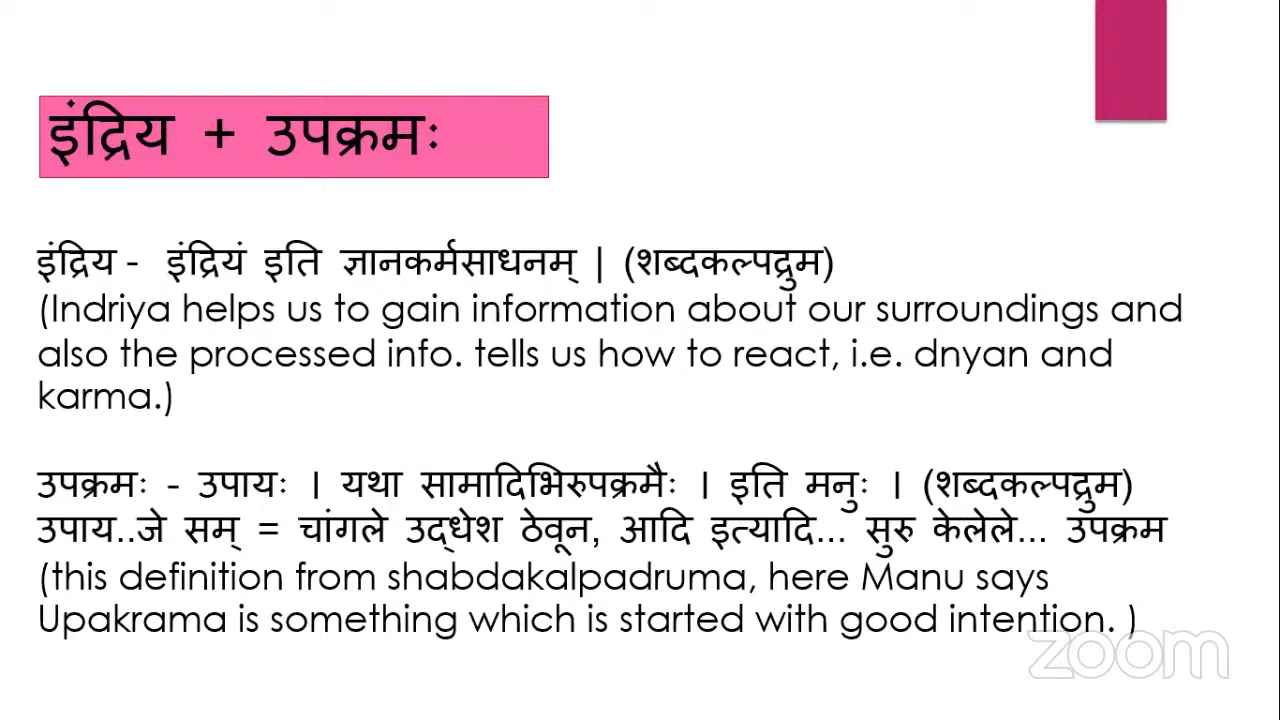 इंद्रिय + उपक्रमः
इंद्रिय - इंद्रियं इति ज्ञानकर्मसाधनम् | (शब्दकल्पद्रुम)
(Indriya helps us to gain information about our surroundings and
also the processed info. tells us how to react, i.e. dnyan and
karma.)
उपक्रमः - उपायः । यथा सामादिभिरुपक्रमैः । इति मनुः । (शब्दकल्पद्रुम)
उपाय..जे सम् = चांगले उद्धेश ठेवून, आदि इत्यादि... सुरु केलेले... उपक्रम
(this definition from shabdakalpadruma, here Manu says
Upakrama is something which is started with good intention. )
zoom